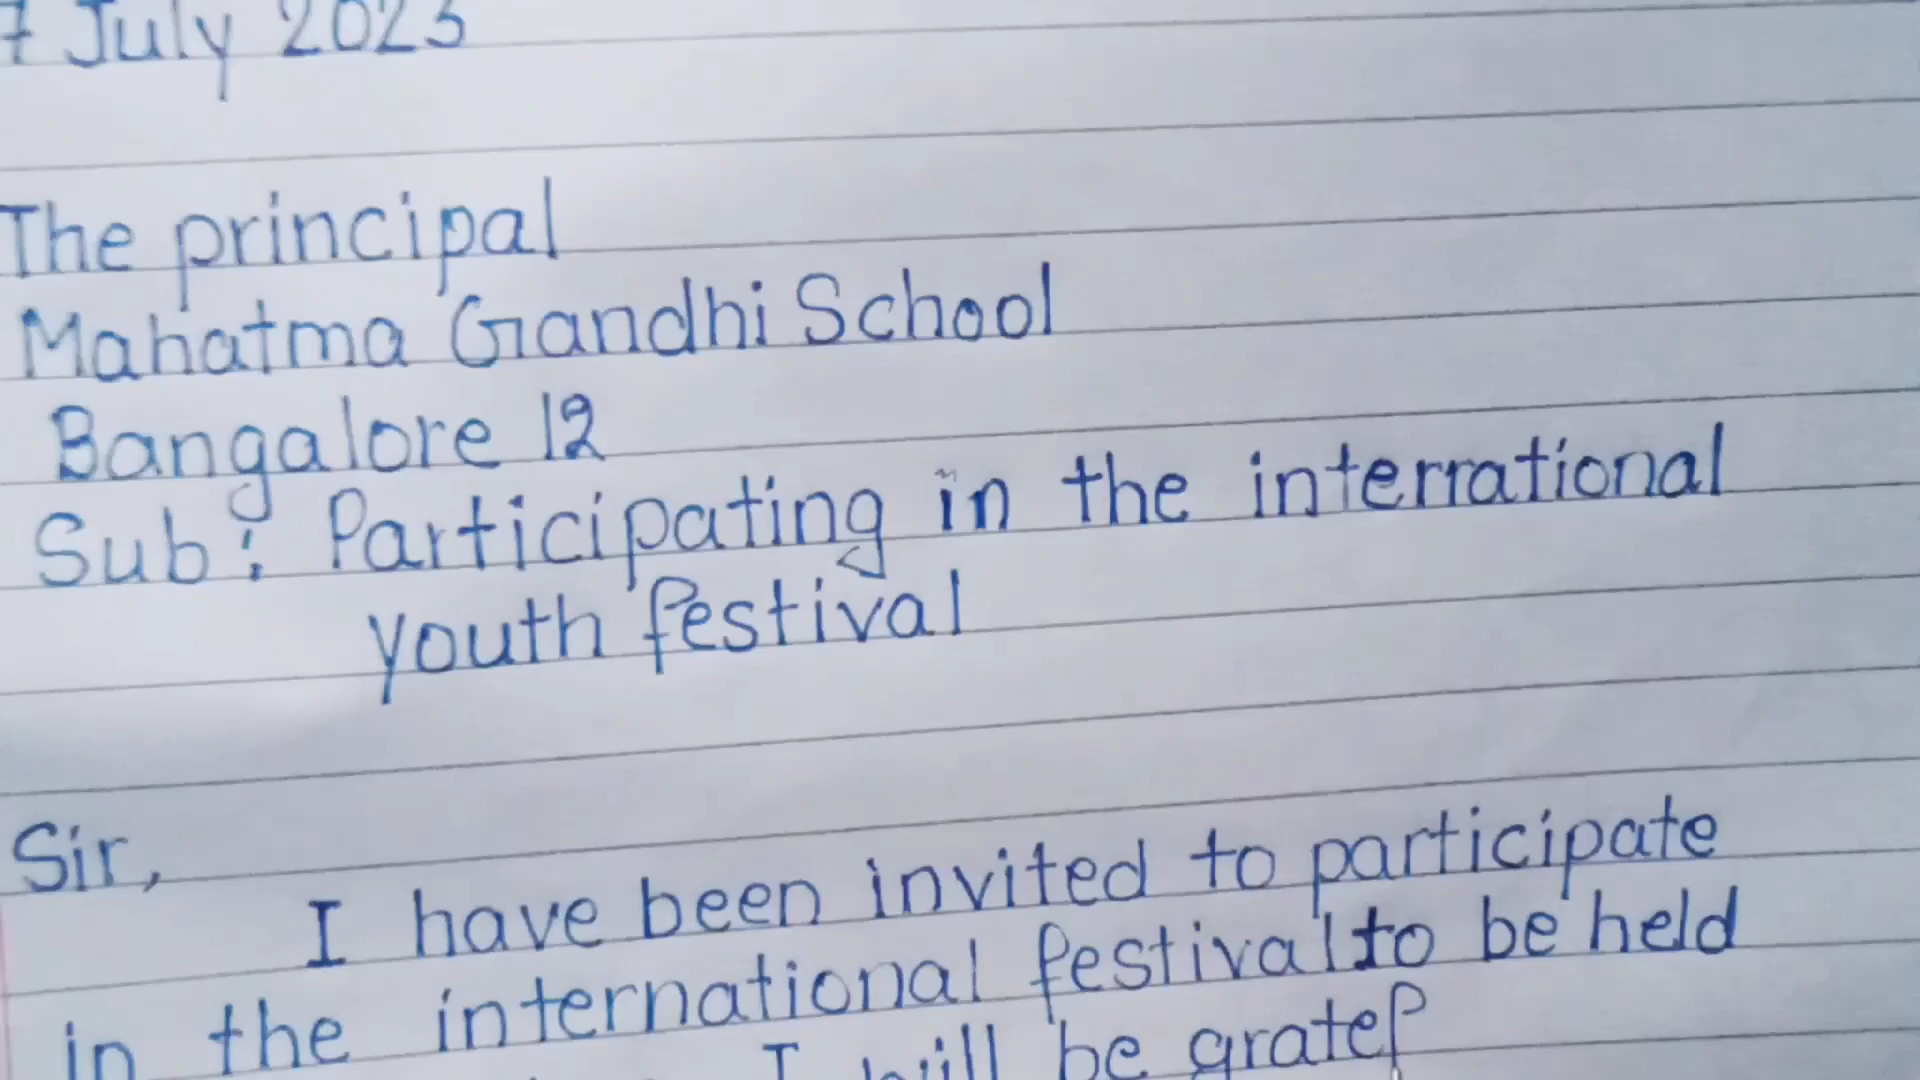 7 July 2023
The principal
Mahatma Gandhi School
Bangalore 12
Sub: Participating in the interrational
youth festival
Sir,
I have been invited to participate
in the international festival to be held
I will be gratef